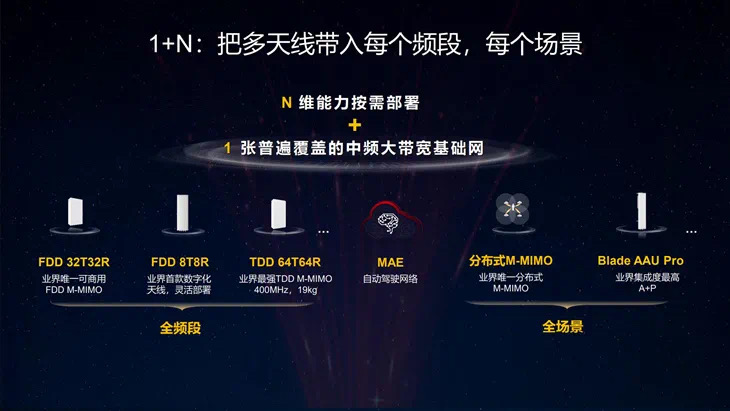 1+N：把多天线带入每个频段，每个场景
N 维能力按需部署
+
1 张普遍覆盖的中频大带宽基础网
FDD 32T32R
业界唯一可商用
FDD M-MIMO
FDD 8T8R
业界首款数字化
天线，灵活部署
TDD 64T64R
业界最强TDD M-MIMO
400MHz，19kg
...
MAE
自动驾驶网络
分布式M-MIMO
业界唯一分布式
M-MIMO
Blade AAU Pro
业界集成度最高
A+P
...
全频段
全场景